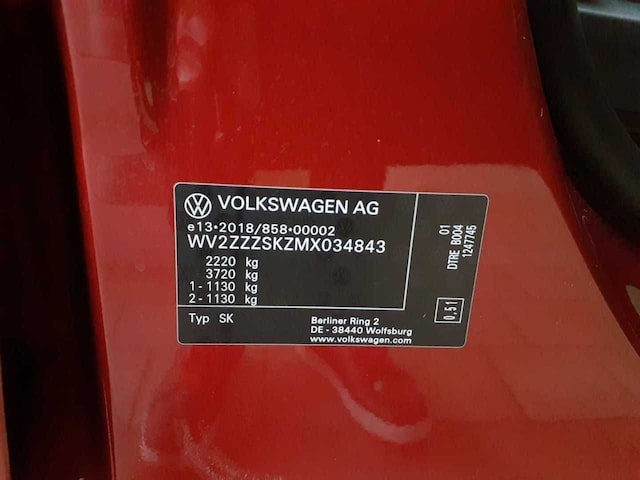 VOLKSWAGEN AG
e13*2018/858*00002
WV2ZZZSKZMX034843
2220 kg
3720 kg
1 - 1130 kg
2 - 1130 kg
Typ SK
Berliner Ring 2
DE - 38440 Wolfsburg
www.volkswagen.com
01
DTRE B004
1247745
0,51